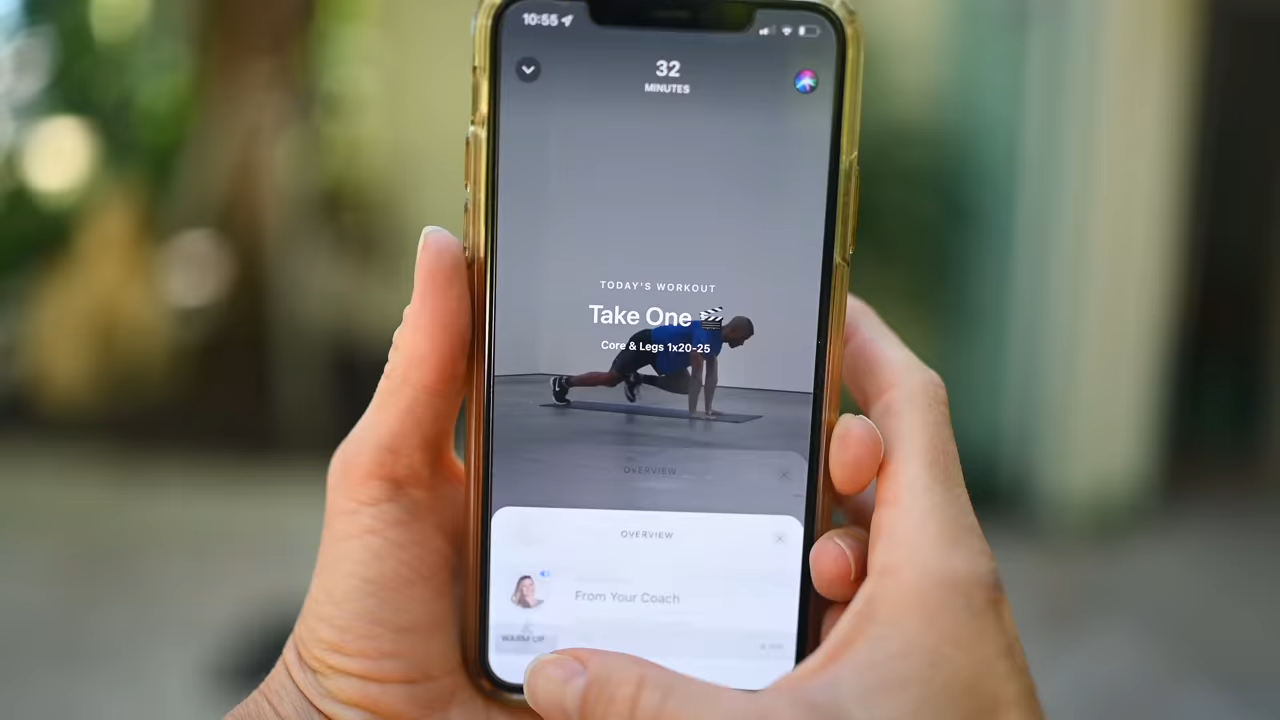 10:55
32
MINUTES
TODAY'S WORKOUT
Take One 🎬
Core & Legs 1x20-25
OVERVIEW
OVERVIEW
From Your Coach
WARM UP